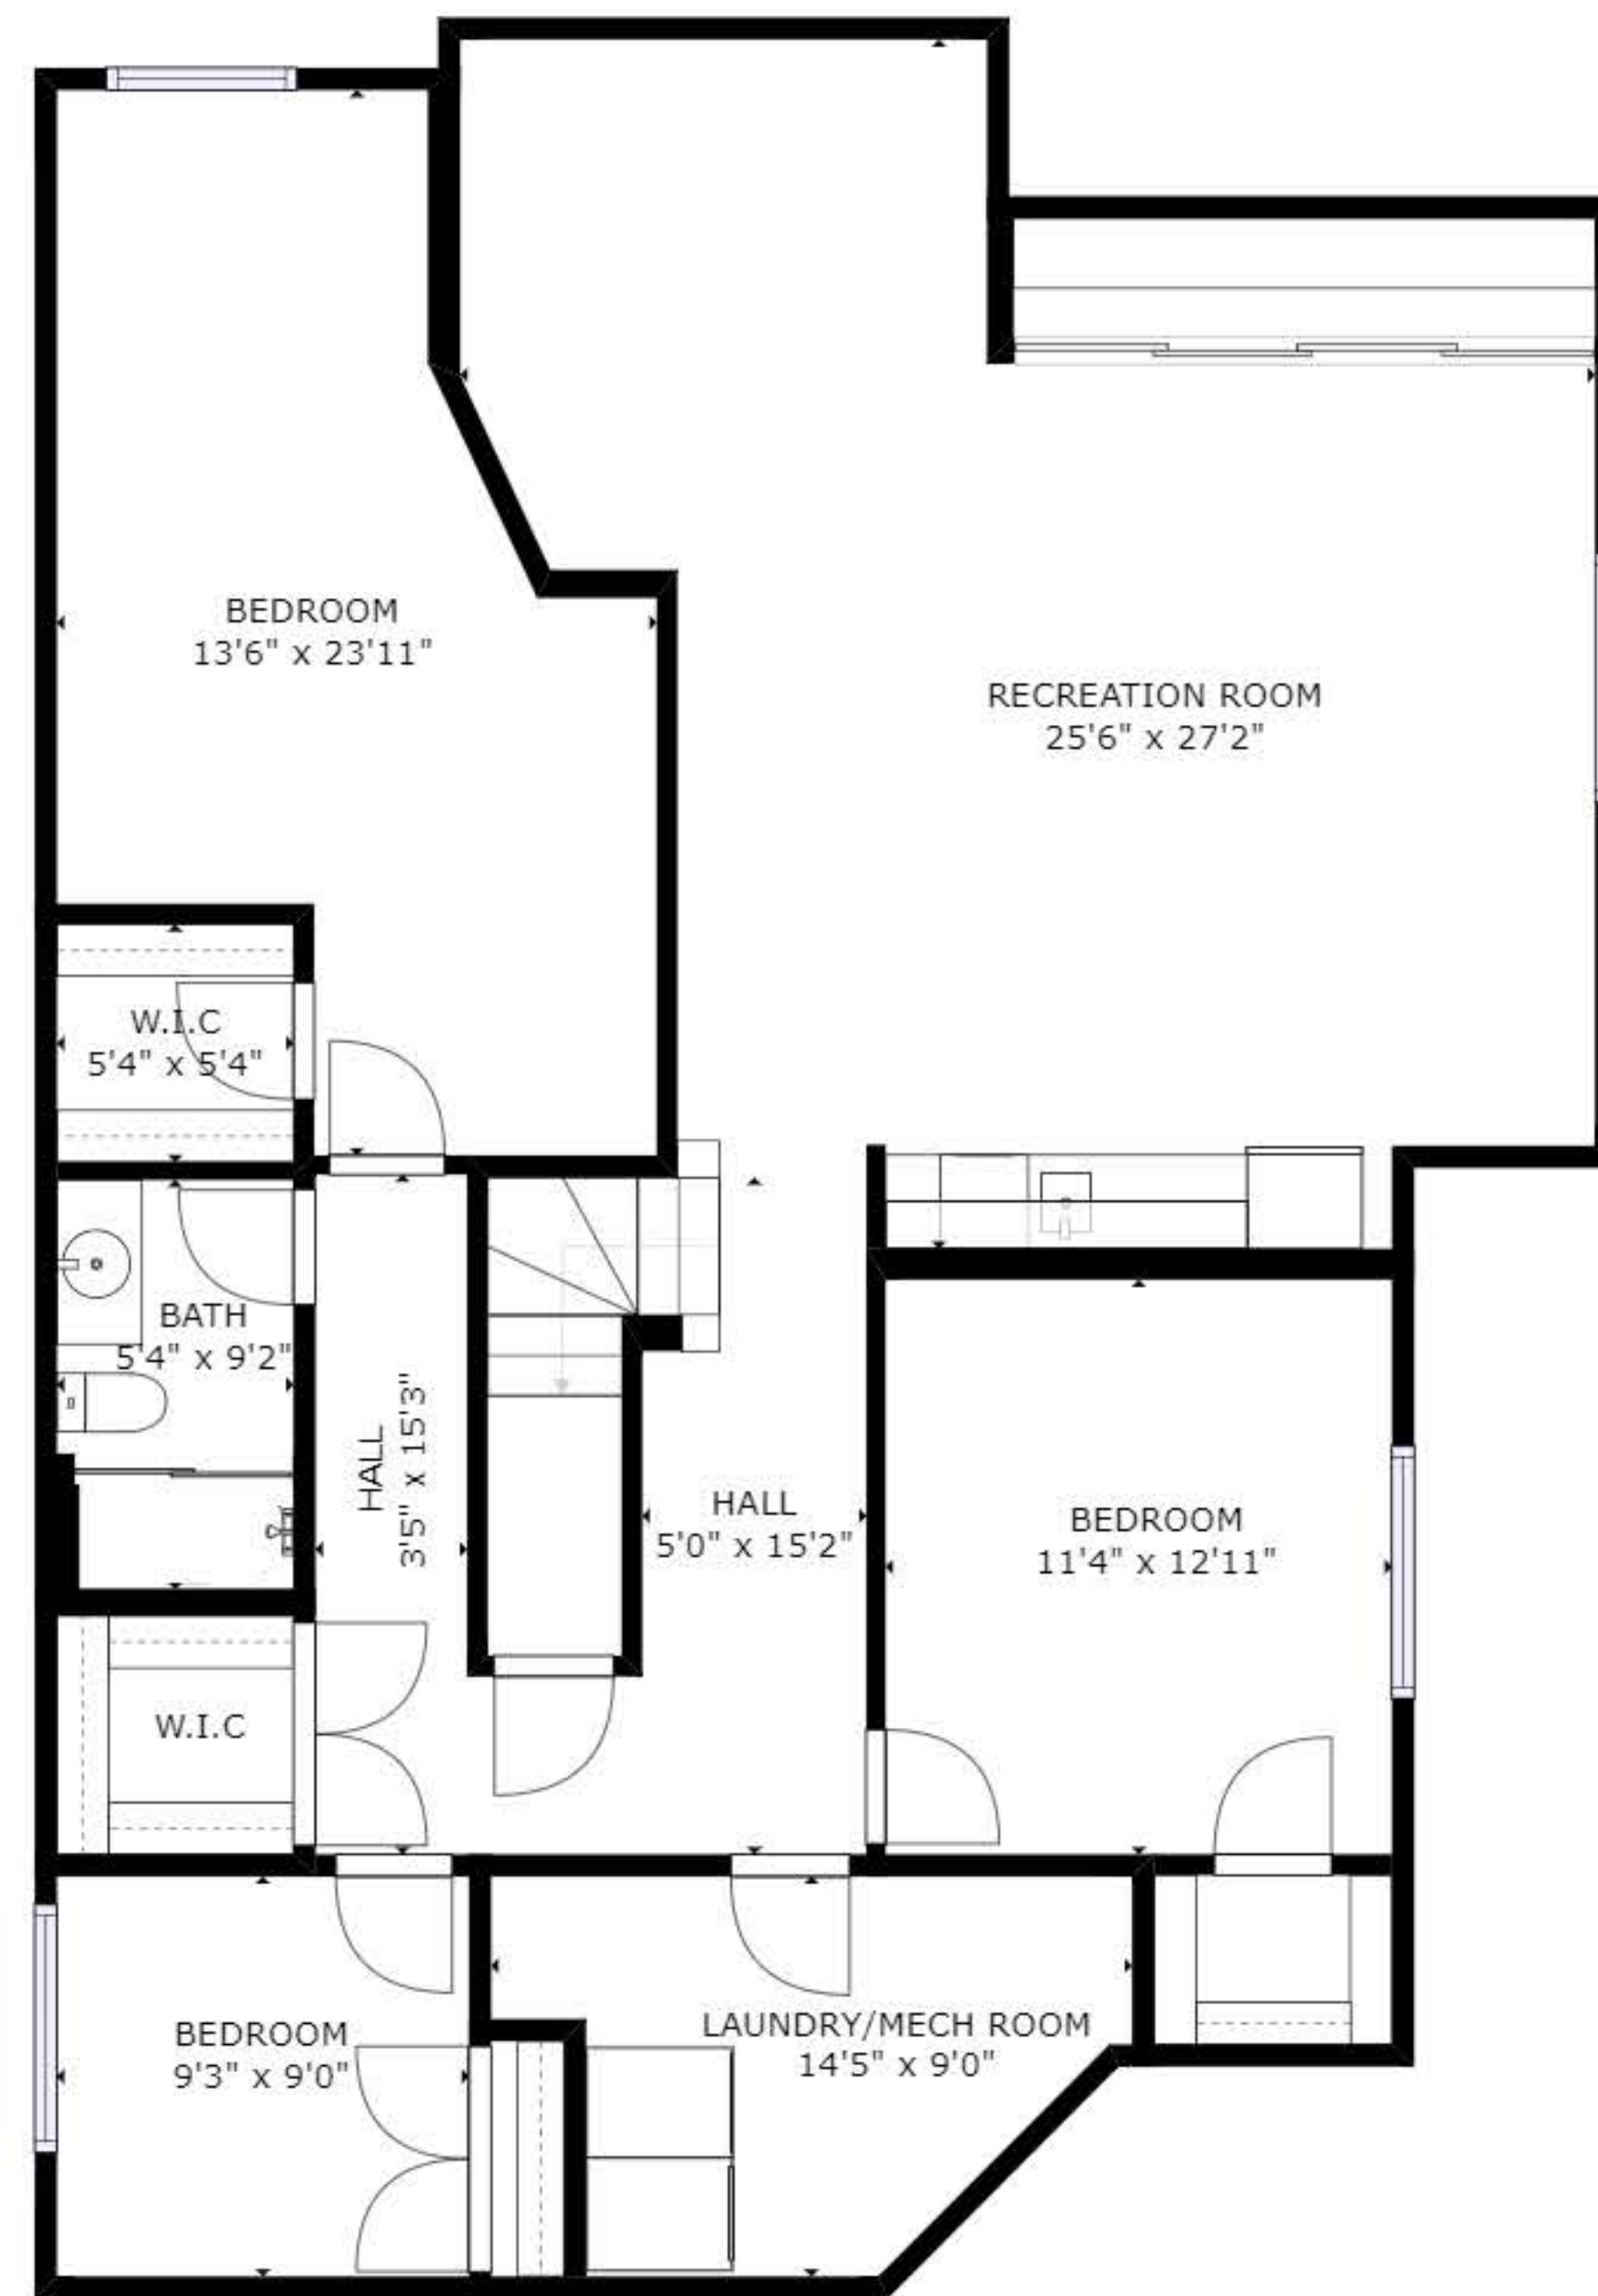 BEDROOM
13'6" x 23'11"
RECREATION ROOM
25'6" x 27'2"
W.I.C
5'4" x 5'4"
BATH
5'4" x 9'2"
HALL
3'5" x 15'3"
HALL
5'0" x 15'2"
BEDROOM
11'4" x 12'11"
W.I.C
BEDROOM
9'3" x 9'0"
LAUNDRY/MECH ROOM
14'5" x 9'0"